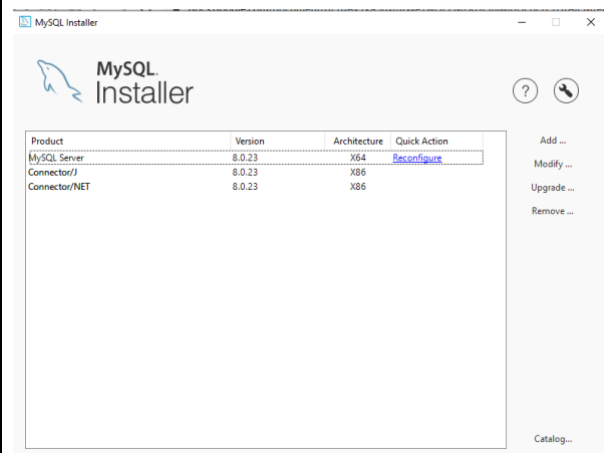 MySQL Installer
MySQL.
Installer
?
Product Version Architecture Quick Action
MySQL Server 8.0.23 X64 Reconfigure
Connector/J 8.0.23 X86
Connector/NET 8.0.23 X86
Add ...
Modify ...
Upgrade ...
Remove ...
Catalog...